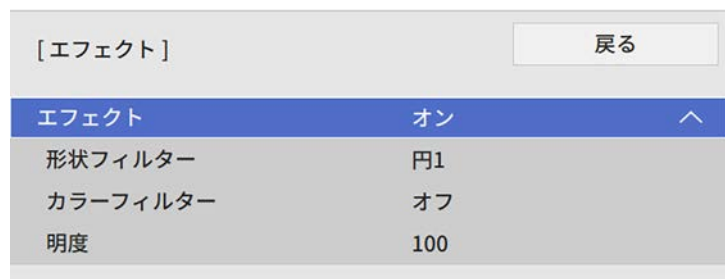 [エフェクト] 戻る
エフェクト オン
形状フィルター 円1
カラーフィルター オフ
明度 100